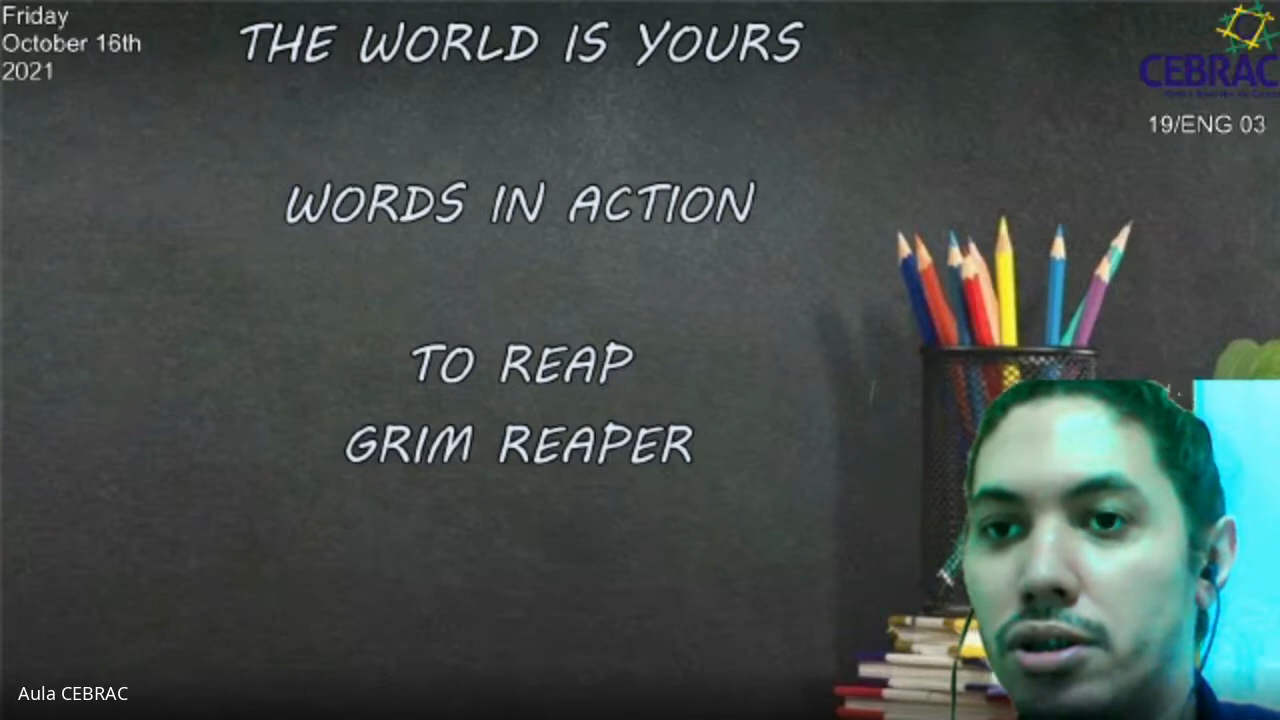 Friday
October 16th
2021
THE WORLD IS YOURS
CEBRAC
19/ENG 03
WORDS IN ACTION
TO REAP
GRIM REAPER
Aula CEBRAC